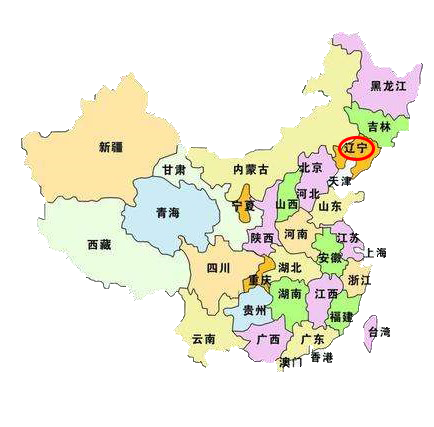 黑龙江
吉林
辽宁
新疆
甘肃
内蒙古
北京
天津
河北
山西
山东
宁夏
青海
陕西
河南
江苏
西藏
上海
安徽
四川
湖北
重庆
浙江
湖南
江西
贵州
福建
云南
广西
广东
台湾
香港
澳门